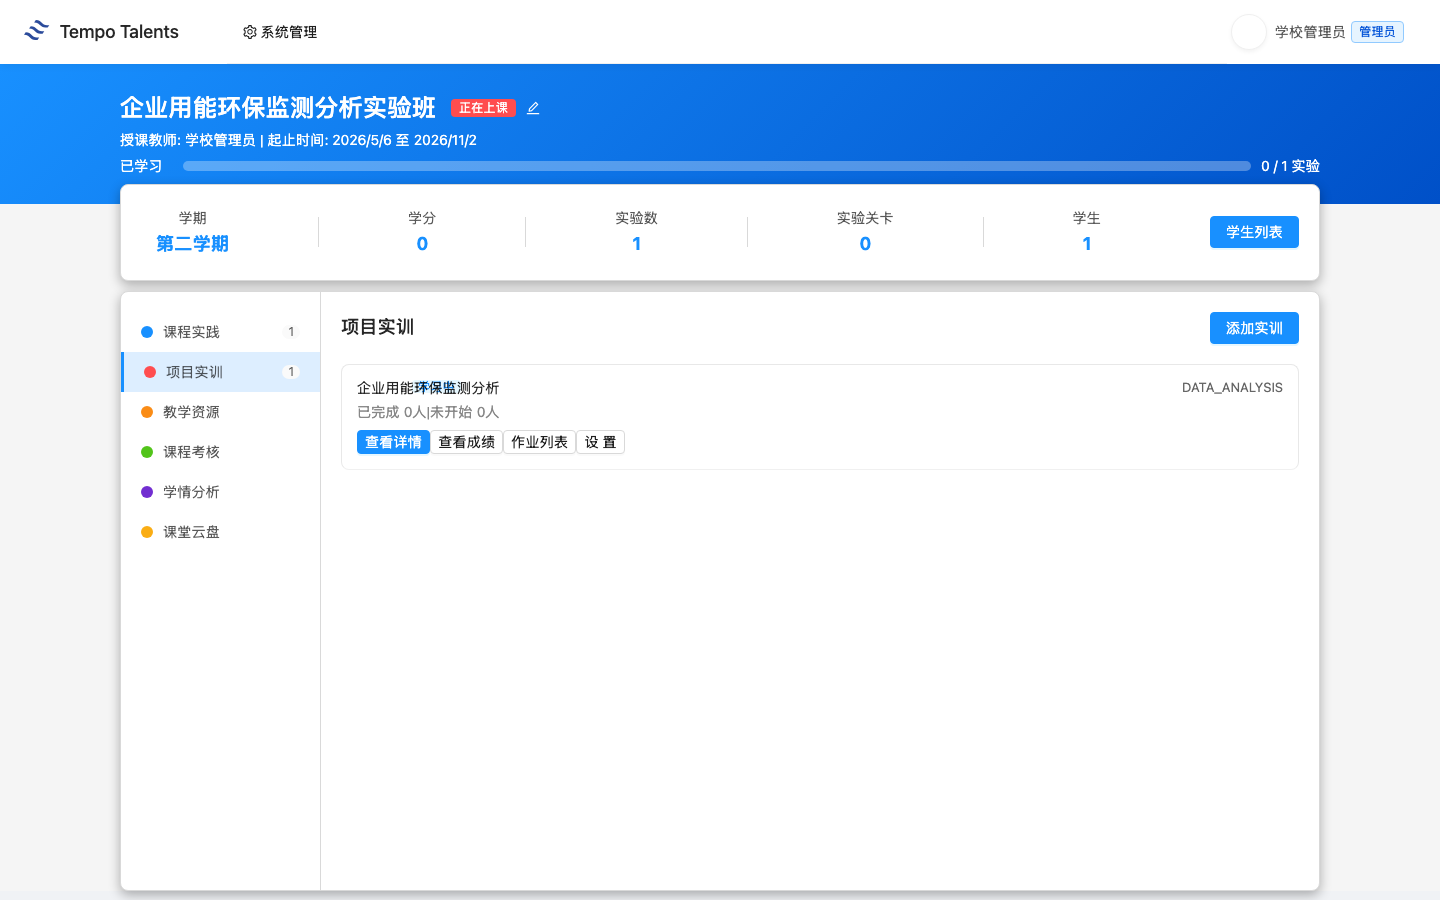 Tempo Talents
系统管理
学校管理员 管理员
企业用能环保监测分析实验班 正在上课
授课教师: 学校管理员 | 起止时间: 2026/5/6 至 2026/11/2
已学习 0 / 1 实验
学期 学分 实验数 实验关卡 学生
第二学期 0 1 0 1
学生列表
课程实践 1
项目实训 1
教学资源
课程考核
学情分析
课堂云盘
项目实训 添加实训
企业用能环保监测分析 DATA_ANALYSIS
已完成 0人|未开始 0人
查看详情 查看成绩 作业列表 设 置